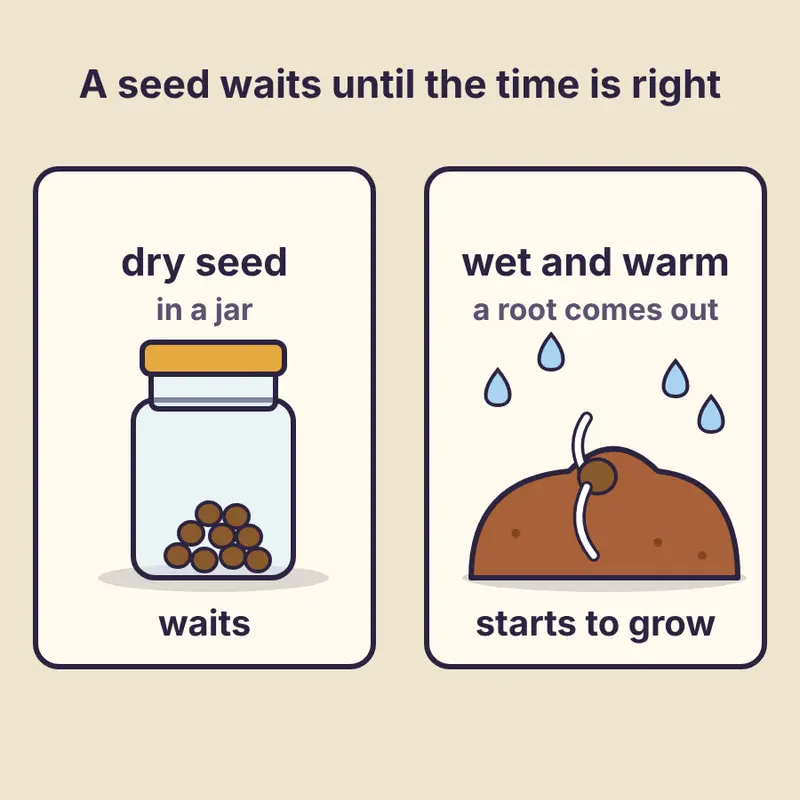 A seed waits until the time is right
dry seed
in a jar
waits
wet and warm
a root comes out
starts to grow